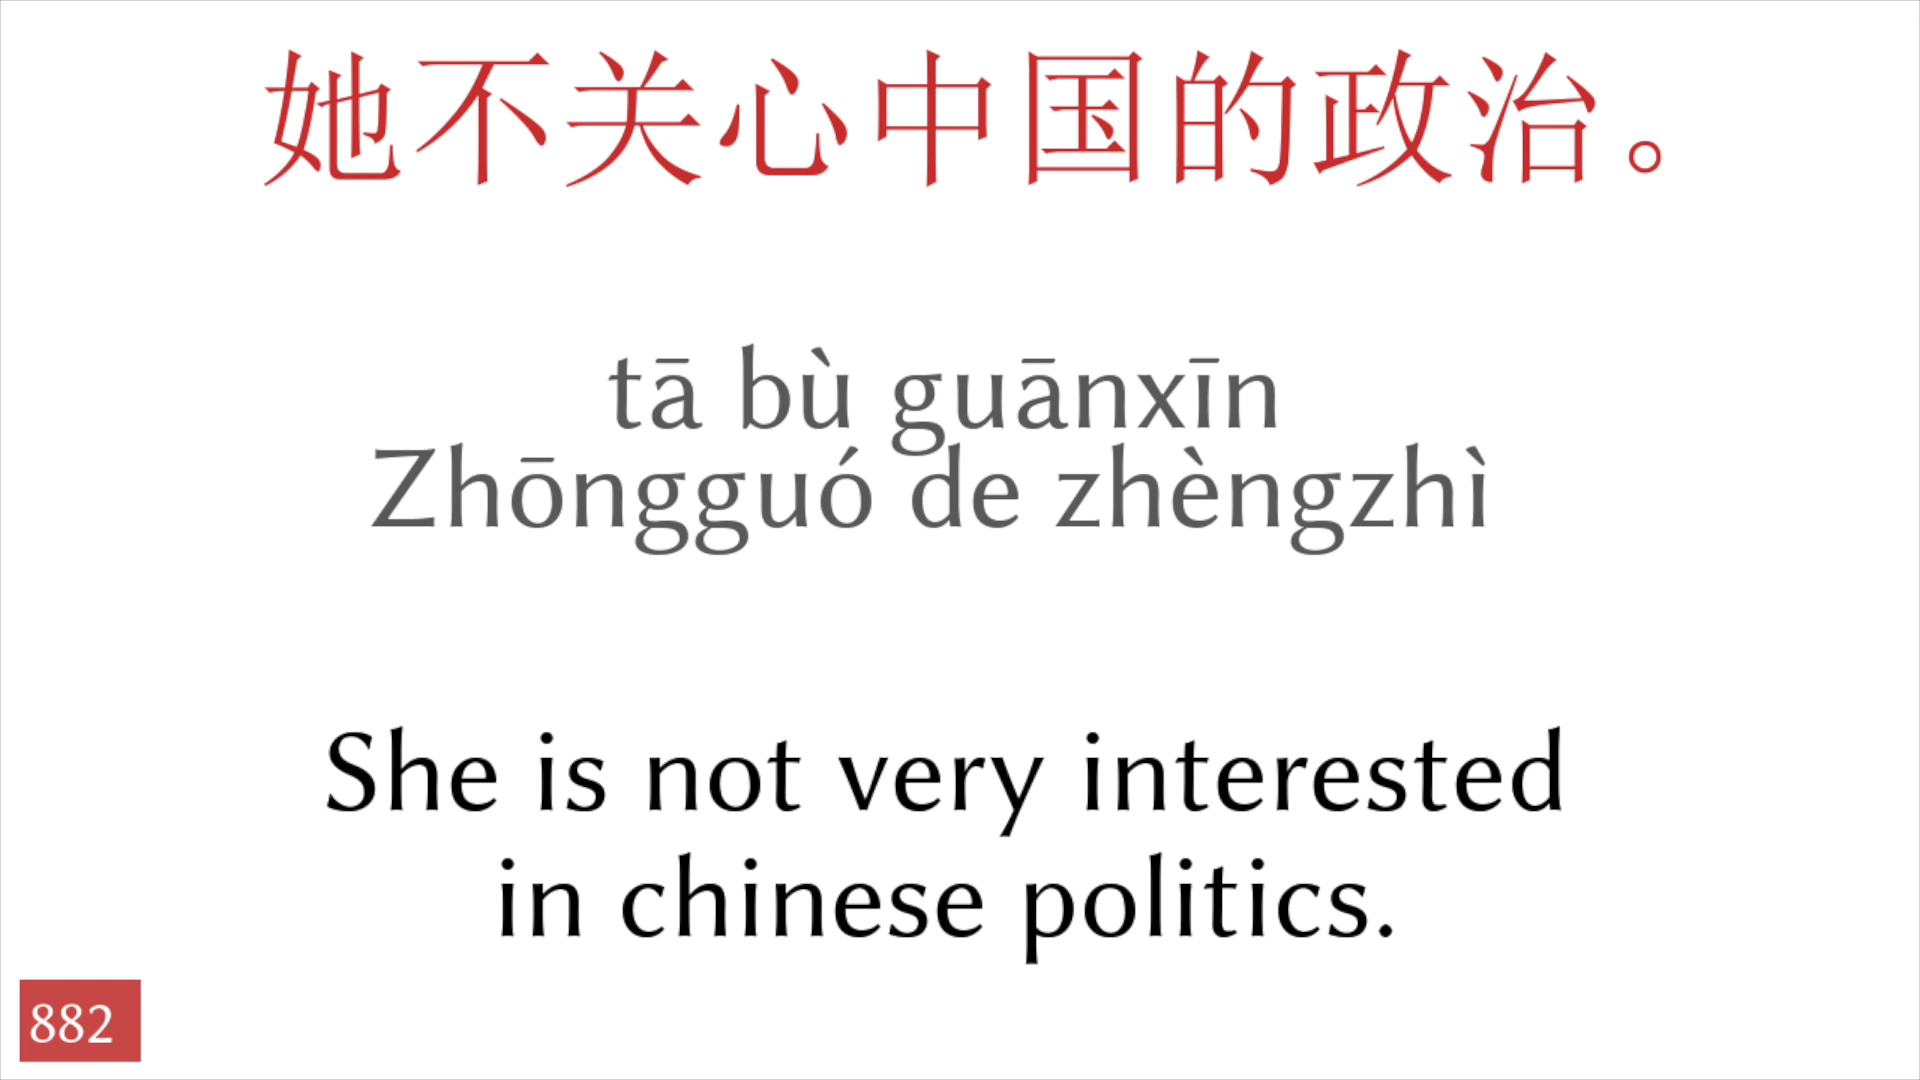 她不关心中国的政治。
tā bù guānxīn
Zhōngguó de zhèngzhì
She is not very interested
in chinese politics.
882